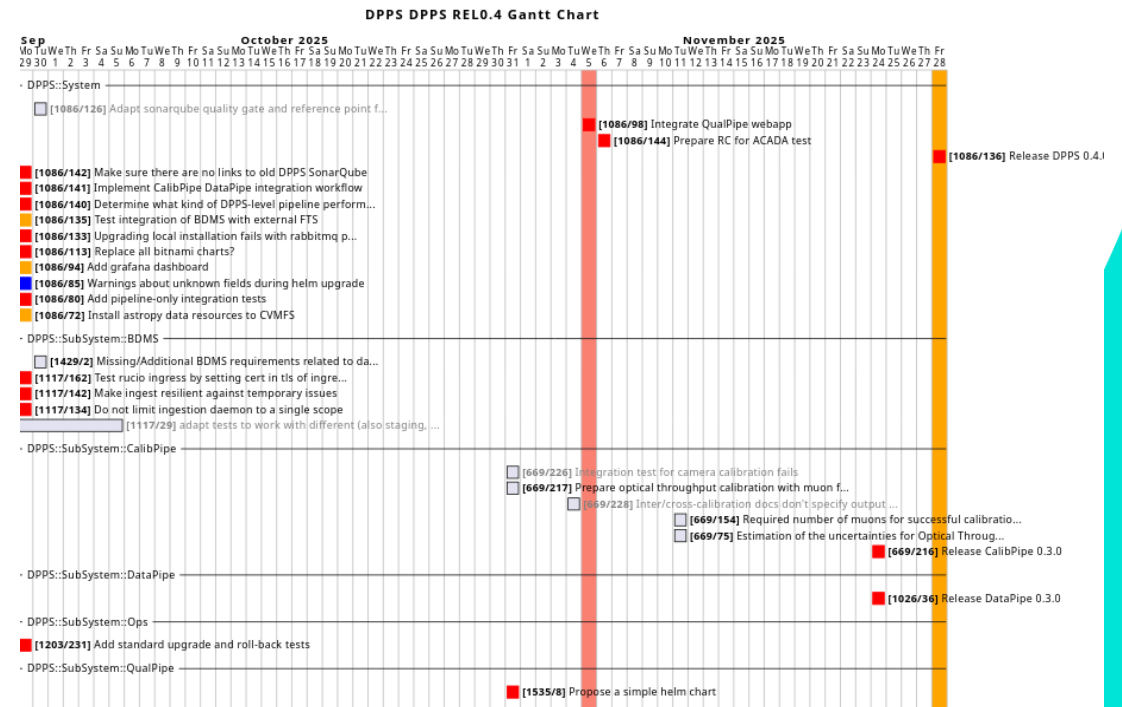 DPPS DPPS REL0.4 Gantt Chart
Sep October 2025 November 2025
Mo Tu We Th Fr Sa Su Mo Tu We Th Fr Sa Su Mo Tu We Th Fr Sa Su Mo Tu We Th Fr Sa Su Mo Tu We Th Fr Sa Su Mo Tu We Th Fr Sa Su Mo Tu We Th Fr Sa Su Mo Tu We Th Fr Sa Su Mo Tu We Th Fr
29 30 1 2 3 4 5 6 7 8 9 10 11 12 13 14 15 16 17 18 19 20 21 22 23 24 25 26 27 28 29 30 31 1 2 3 4 5 6 7 8 9 10 11 12 13 14 15 16 17 18 19 20 21 22 23 24 25 26 27 28
DPPS::System
[1086/126] Adapt sonarqube quality gate and reference point f...
[1086/98] Integrate QualPipe webapp
[1086/144] Prepare RC for ACADA test
[1086/136] Release DPPS 0.4.
[1086/142] Make sure there are no links to old DPPS SonarQube
[1086/141] Implement CalibPipe DataPipe integration workflow
[1086/140] Determine what kind of DPPS-level pipeline perform...
[1086/135] Test integration of BDMS with external FTS
[1086/133] Upgrading local installation fails with rabbitmq p...
[1086/113] Replace all bitnami charts?
[1086/94] Add grafana dashboard
[1086/85] Warnings about unknown fields during helm upgrade
[1086/80] Add pipeline-only integration tests
[1086/72] Install astropy data resources to CVMFS
DPPS::SubSystem::BDMS
[1429/2] Missing/Additional BDMS requirements related to da...
[1117/162] Test rucio ingress by setting cert in tls of ingre...
[1117/142] Make ingest resilient against temporary issues
[1117/134] Do not limit ingestion daemon to a single scope
[1117/29] adapt tests to work with different (also staging, ...
DPPS::SubSystem::CalibPipe
[669/226] Integration test for camera calibration fails
[669/217] Prepare optical throughput calibration with muon f...
[669/228] Inter/cross-calibration docs don't specify output ...
[669/154] Required number of muons for successful calibratio...
[669/75] Estimation of the uncertainties for Optical Throug...
[669/216] Release CalibPipe 0.3.0
DPPS::SubSystem::DataPipe
[1026/36] Release DataPipe 0.3.0
DPPS::SubSystem::Ops
[1203/231] Add standard upgrade and roll-back tests
DPPS::SubSystem::QualPipe
[1535/8] Propose a simple helm chart